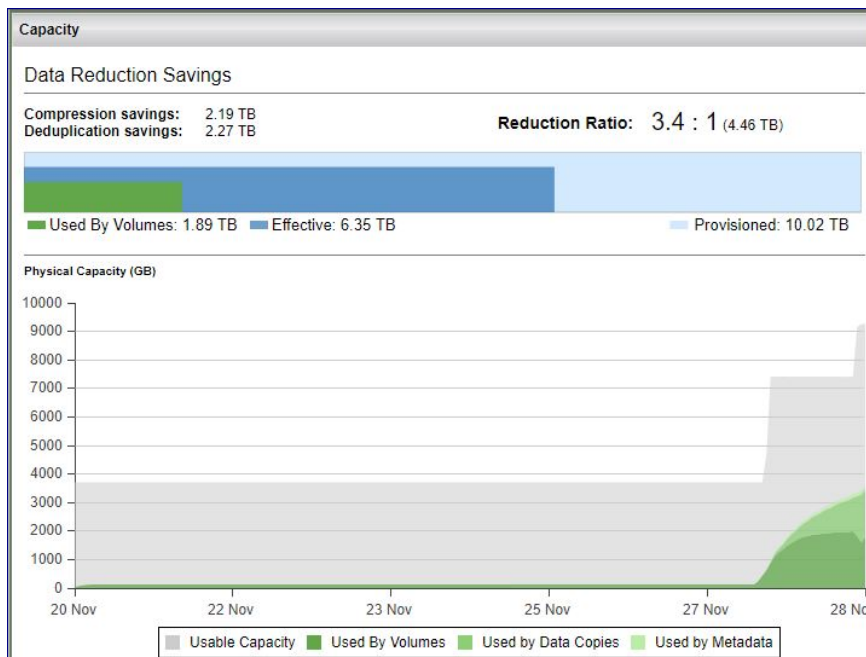 Capacity
Data Reduction Savings
Compression savings: 2.19 TB
Deduplication savings: 2.27 TB
Reduction Ratio: 3.4 : 1 (4.46 TB)
Used By Volumes: 1.89 TB Effective: 6.35 TB Provisioned: 10.02 TB
Physical Capacity (GB)
10000
9000
8000
7000
6000
5000
4000
3000
2000
1000
0
20 Nov 22 Nov 23 Nov 25 Nov 27 Nov 28 No
Usable Capacity Used By Volumes Used by Data Copies Used by Metadata